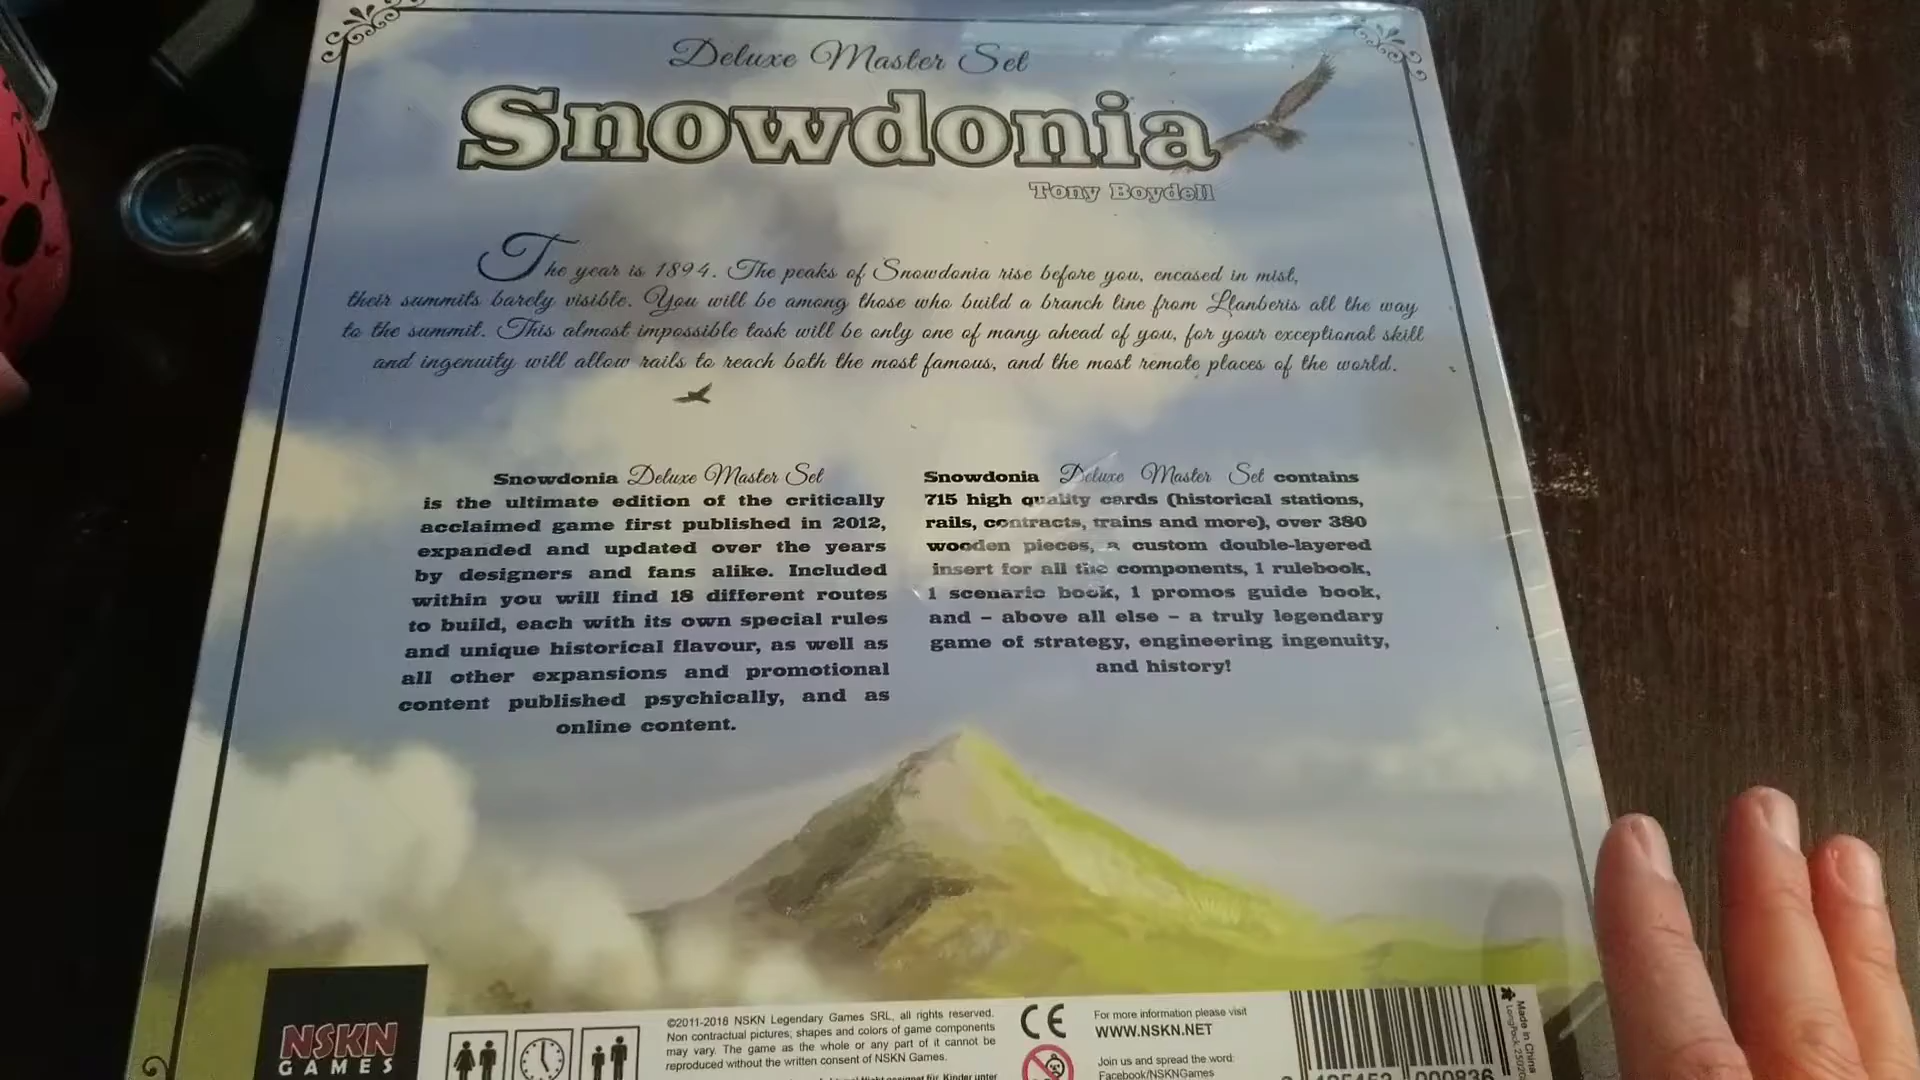 Deluxe Master Set
Snowdonia
Tony Boydell
The year is 1894. The peaks of Snowdonia rise before you, encased in mist,
their summits barely visible. You will be among those who build a branch line from Llanberis all the way
to the summit. This almost impossible task will be only one of many ahead of you, for your exceptional skill
and ingenuity will allow rails to reach both the most famous, and the most remote places of the world.
Snowdonia Deluxe Master Set
is the ultimate edition of the critically
acclaimed game first published in 2012,
expanded and updated over the years
by designers and fans alike. Included
within you will find 18 different routes
to build, each with its own special rules
and unique historical flavour, as well as
all other expansions and promotional
content published psychically, and as
online content.
Snowdonia Deluxe Master Set contains
715 high quality cards (historical stations,
rails, contracts, trains and more), over 380
wooden pieces, a custom double-layered
insert for all the components, 1 rulebook,
1 scenario book, 1 promos guide book,
and – above all else – a truly legendary
game of strategy, engineering ingenuity,
and history!
NSKN
GAMES
©2011-2018 NSKN Legendary Games SRL, all rights reserved.
Non contractual pictures; shapes and colors of game components
may vary. The game as the whole or any part of it cannot be
reproduced without the written consent of NSKN Games.
für Kinder unter
CE
For more information please visit
WWW.NSKN.NET
Join us and spread the word:
Facebook/NSKNGames
Made in China